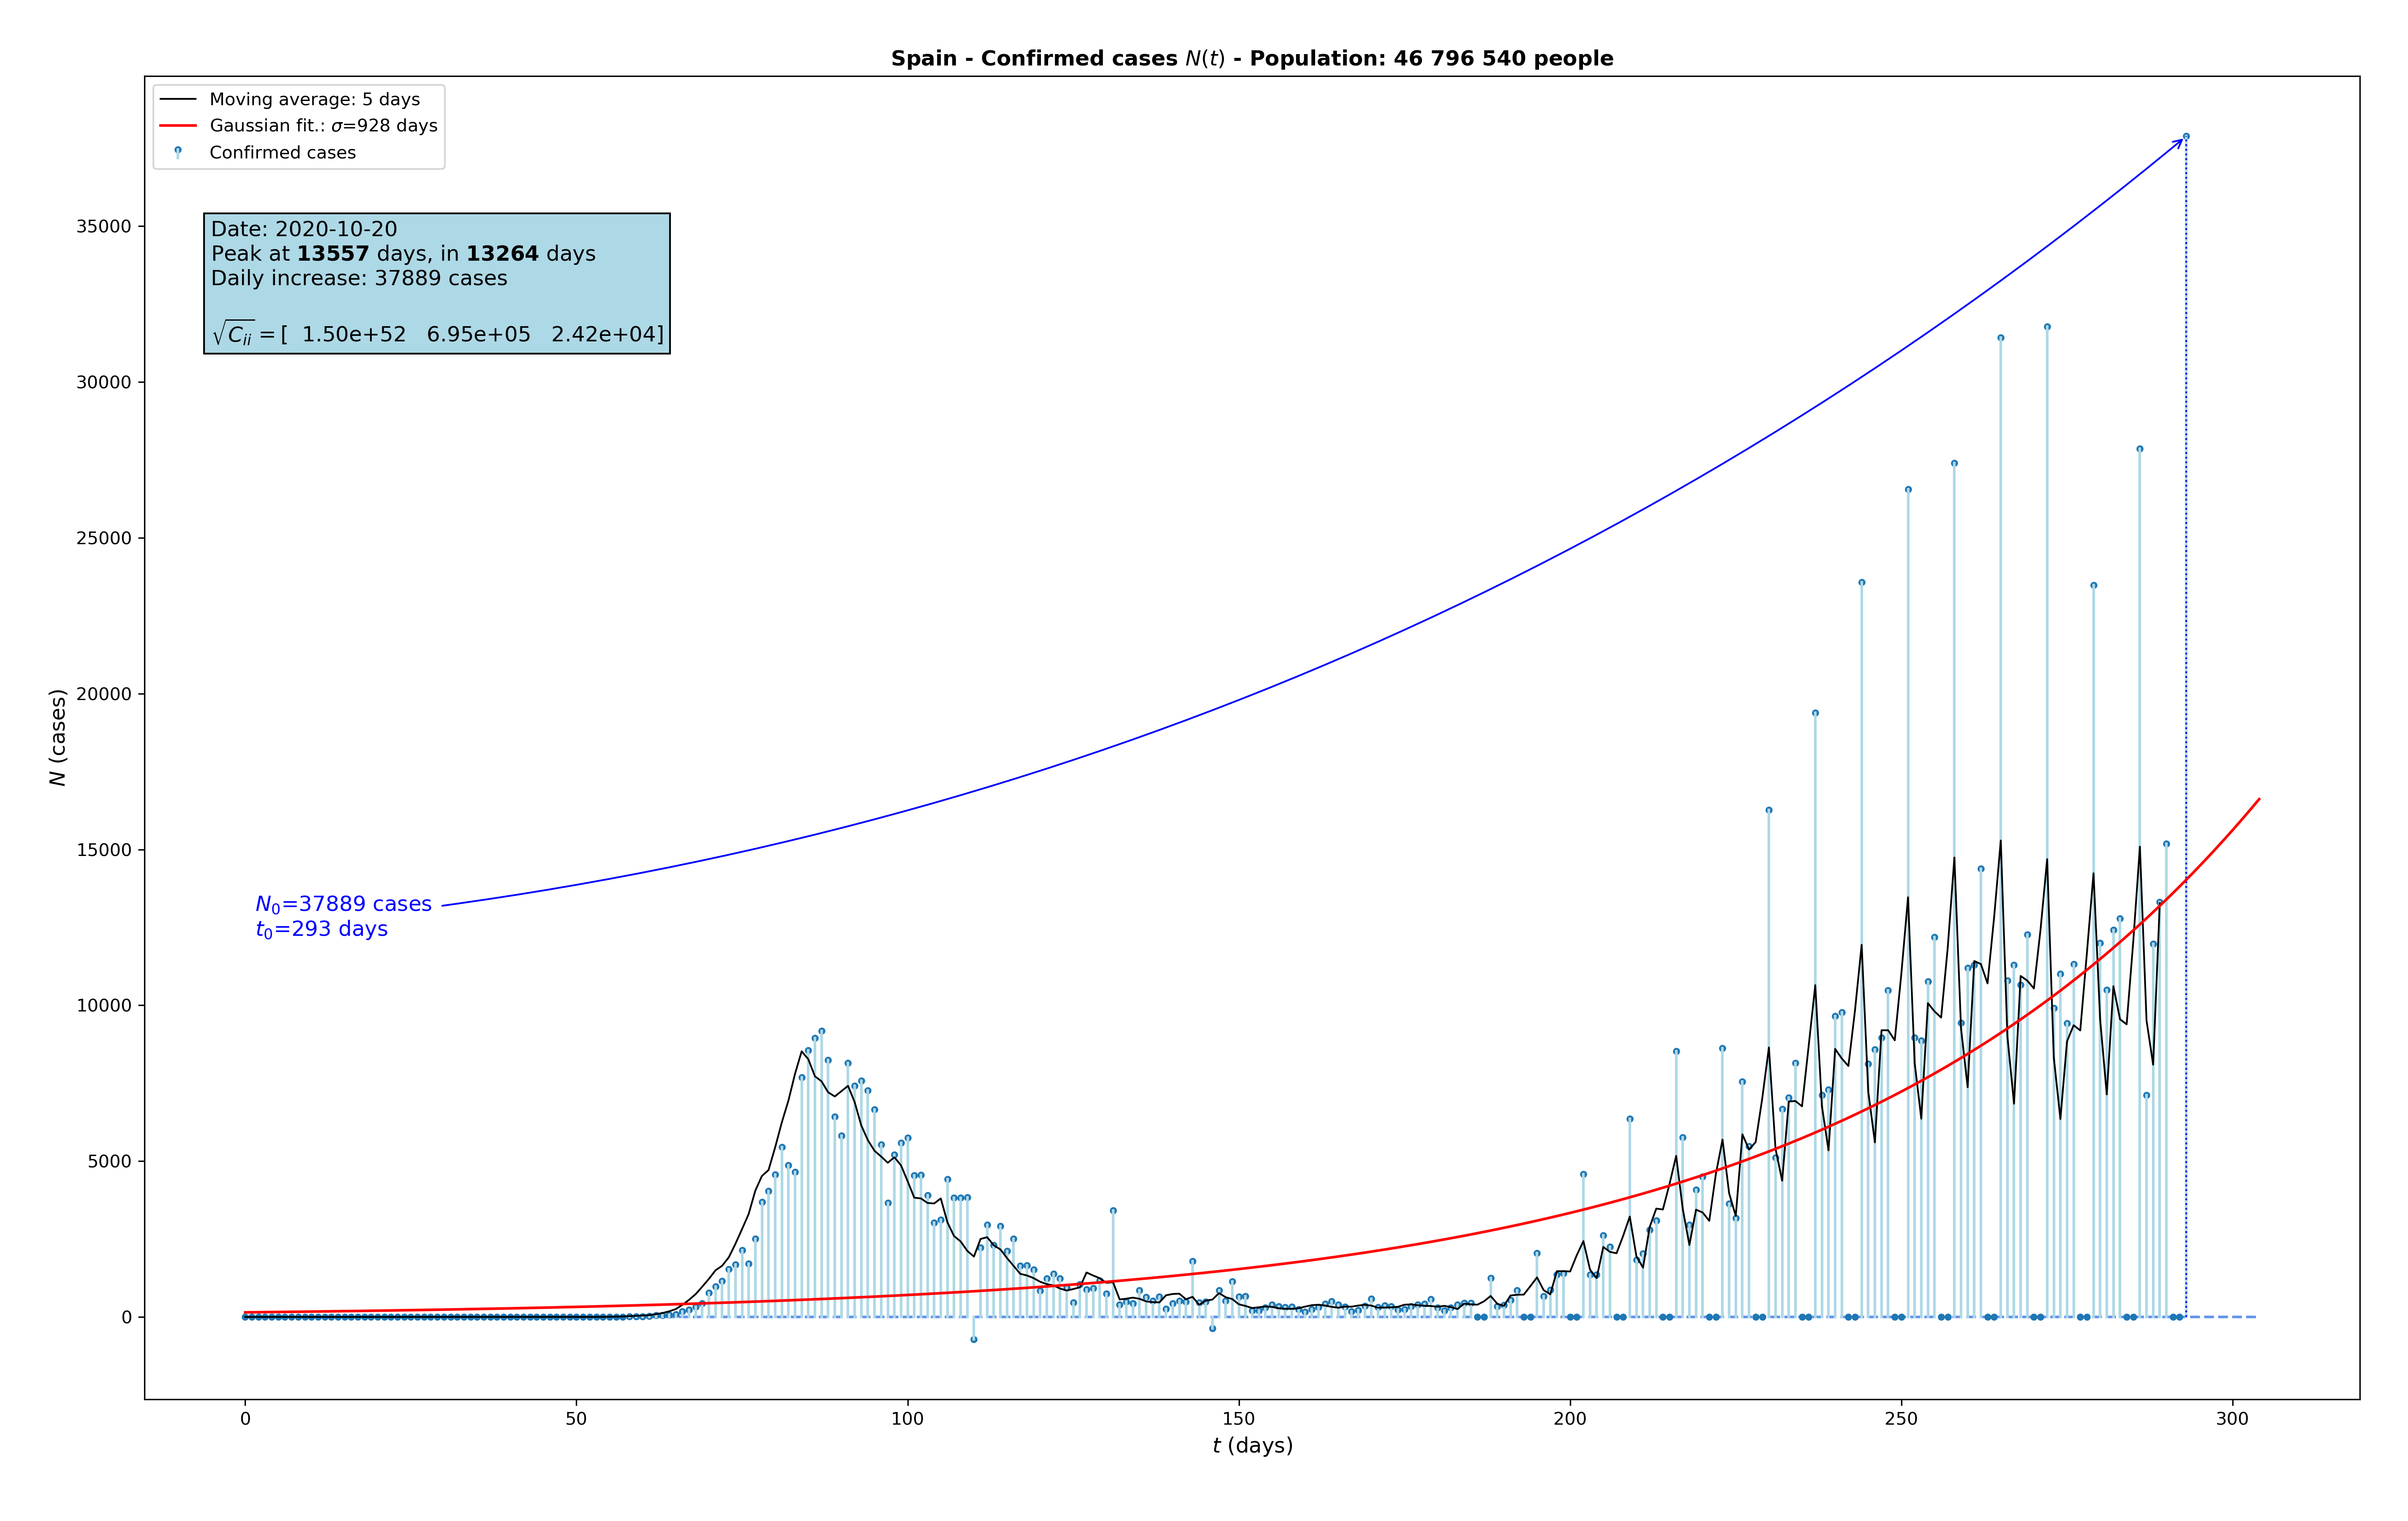 Spain - Confirmed cases N(t) - Population: 46 796 540 people
Moving average: 5 days
Gaussian fit.: σ=928 days
Confirmed cases
Date: 2020-10-20
Peak at 13557 days, in 13264 days
Daily increase: 37889 cases
√Cᵢᵢ = [ 1.50e+52 6.95e+05 2.42e+04]
N₀=37889 cases
t₀=293 days
N (cases)
35000
30000
25000
20000
15000
10000
5000
0
0 50 100 150 200 250 300
t (days)